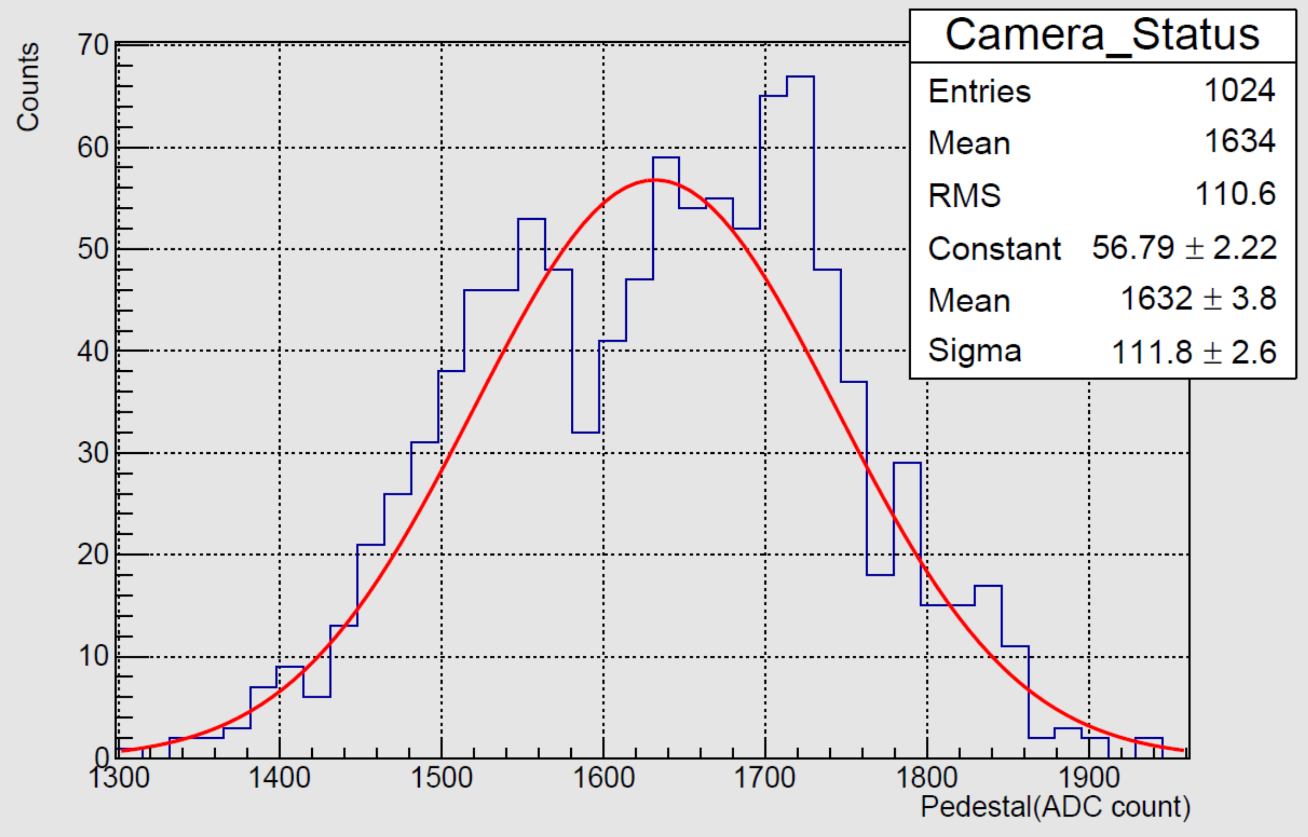 Camera_Status
Entries 1024
Mean 1634
RMS 110.6
Constant 56.79 ± 2.22
Mean 1632 ± 3.8
Sigma 111.8 ± 2.6
Counts
70
60
50
40
30
20
10
0
1300 1400 1500 1600 1700 1800 1900
Pedestal(ADC count)